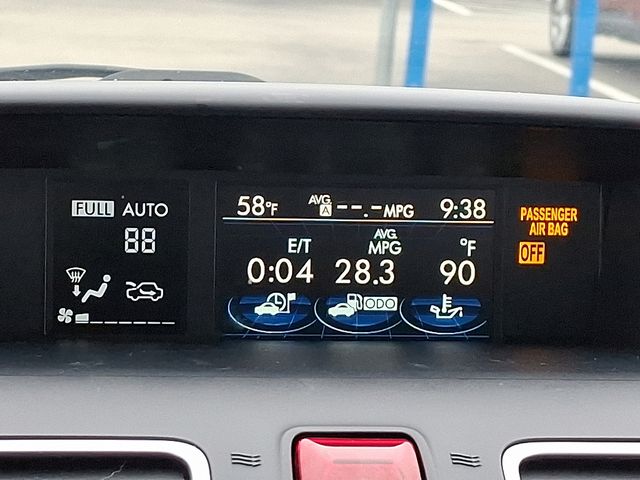 FULL AUTO
88
58°F AVG. A --.-MPG 9:38
E/T AVG. MPG °F
0:04 28.3 90
ODO
PASSENGER
AIR BAG
OFF